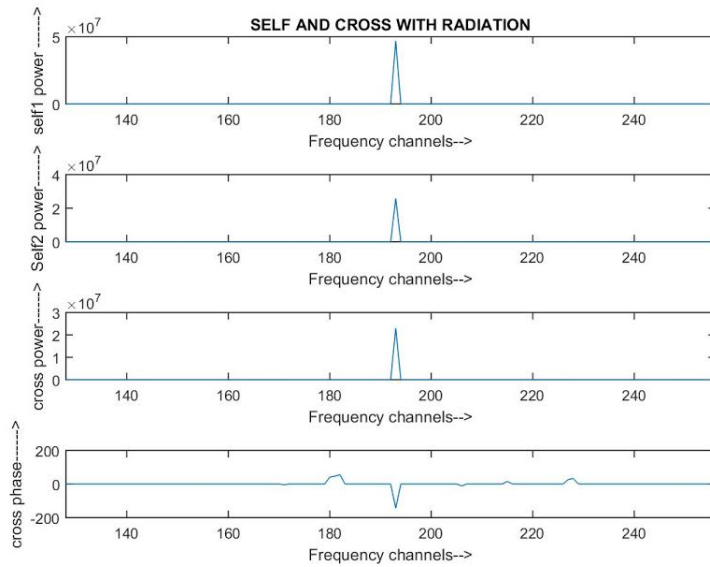 SELF AND CROSS WITH RADIATION
×10^7
5
0
self1 power ------>
140 160 180 200 220 240
Frequency channels-->
×10^7
4
2
0
Self2 power------>
140 160 180 200 220 240
Frequency channels-->
×10^7
3
2
1
0
cross power------>
140 160 180 200 220 240
Frequency channels-->
200
0
-200
cross phase------>
140 160 180 200 220 240
Frequency channels-->